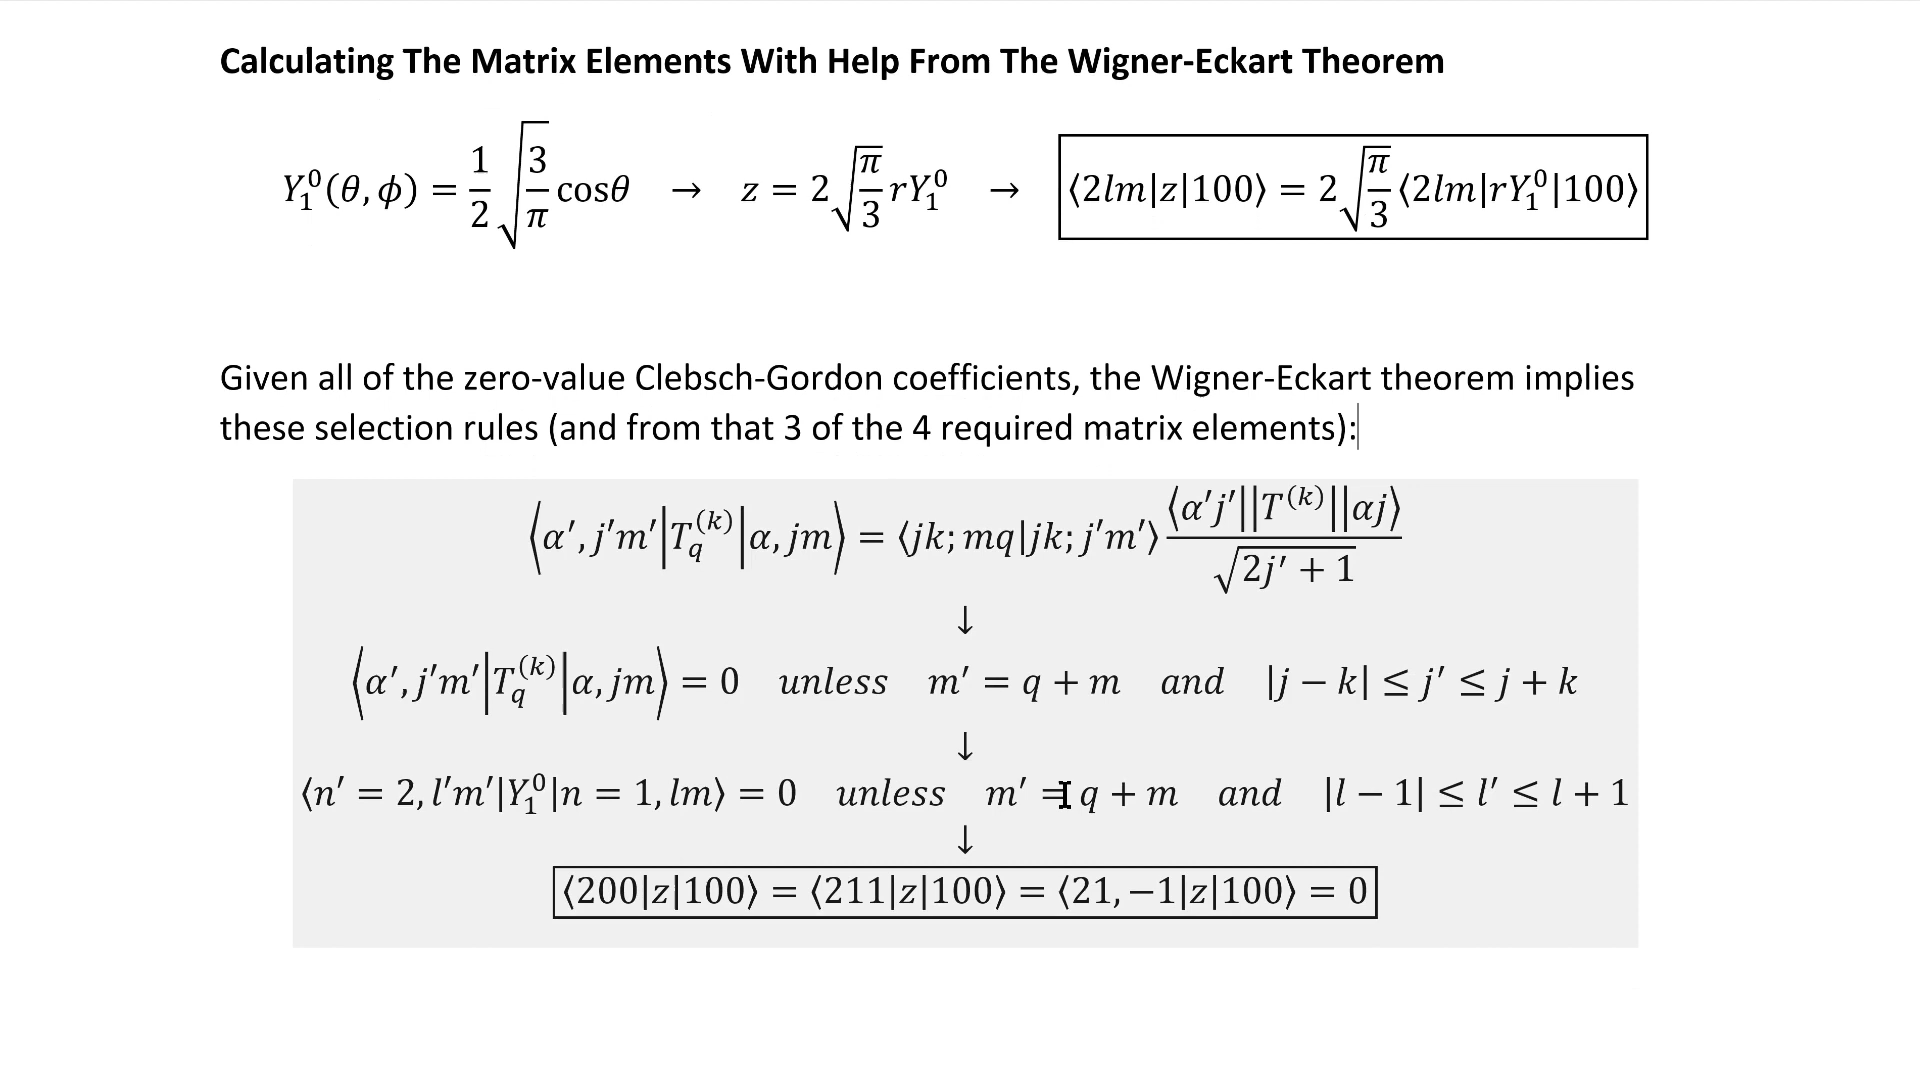 Calculating The Matrix Elements With Help From The Wigner-Eckart Theorem
Y₁⁰(θ, ϕ) = 1/2 √(3/π) cosθ → z = 2√(π/3) rY₁⁰ → ⟨2lm|z|100⟩ = 2√(π/3) ⟨2lm|rY₁⁰|100⟩
Given all of the zero-value Clebsch-Gordon coefficients, the Wigner-Eckart theorem implies
these selection rules (and from that 3 of the 4 required matrix elements):
⟨α′, j′m′|T_q^(k)|α, jm⟩ = ⟨jk; mq|jk; j′m′⟩ ⟨α′j′||T^(k)||αj⟩ / √(2j′ + 1)
↓
⟨α′, j′m′|T_q^(k)|α, jm⟩ = 0 unless m′ = q + m and |j − k| ≤ j′ ≤ j + k
↓
⟨n′ = 2, l′m′|Y₁⁰|n = 1, lm⟩ = 0 unless m′ = q + m and |l − 1| ≤ l′ ≤ l + 1
↓
⟨200|z|100⟩ = ⟨211|z|100⟩ = ⟨21, −1|z|100⟩ = 0